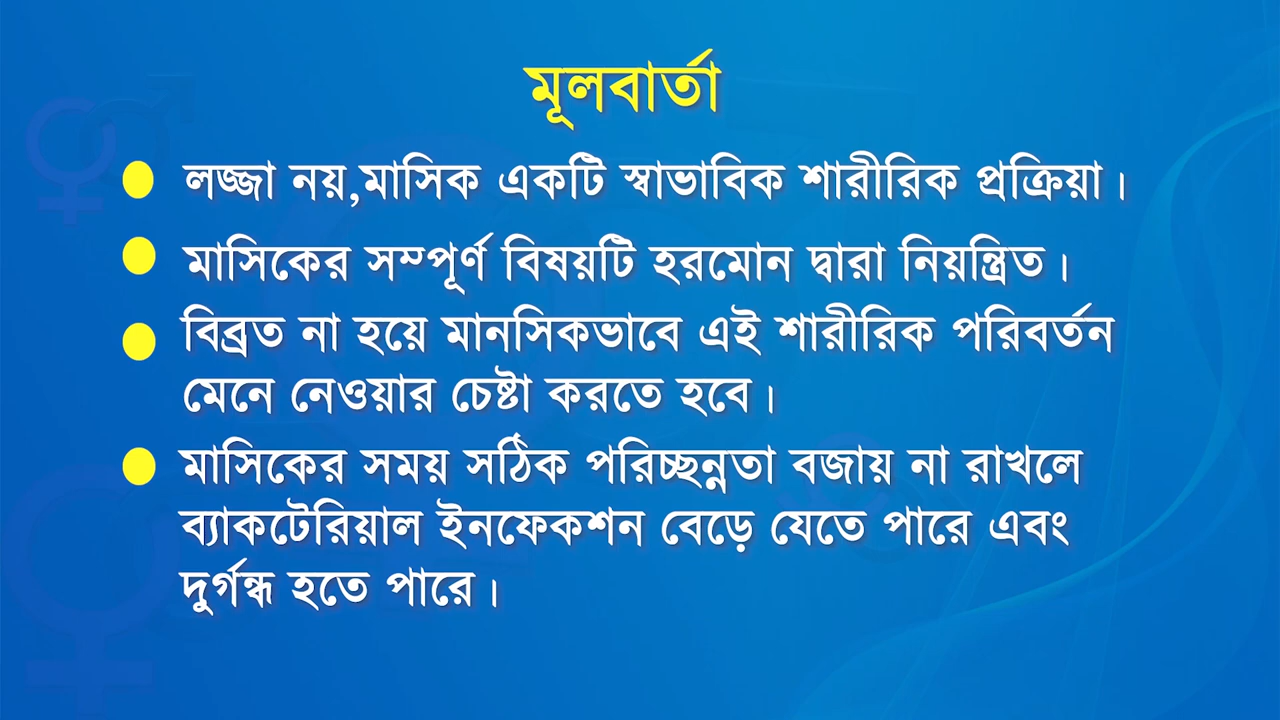 মূলবার্তা
লজ্জা নয়,মাসিক একটি স্বাভাবিক শারীরিক প্রক্রিয়া।
মাসিকের সম্পূর্ণ বিষয়টি হরমোন দ্বারা নিয়ন্ত্রিত।
বিব্রত না হয়ে মানসিকভাবে এই শারীরিক পরিবর্তন
মেনে নেওয়ার চেষ্টা করতে হবে।
মাসিকের সময় সঠিক পরিচ্ছন্নতা বজায় না রাখলে
ব্যাকটেরিয়াল ইনফেকশন বেড়ে যেতে পারে এবং
দুর্গন্ধ হতে পারে।